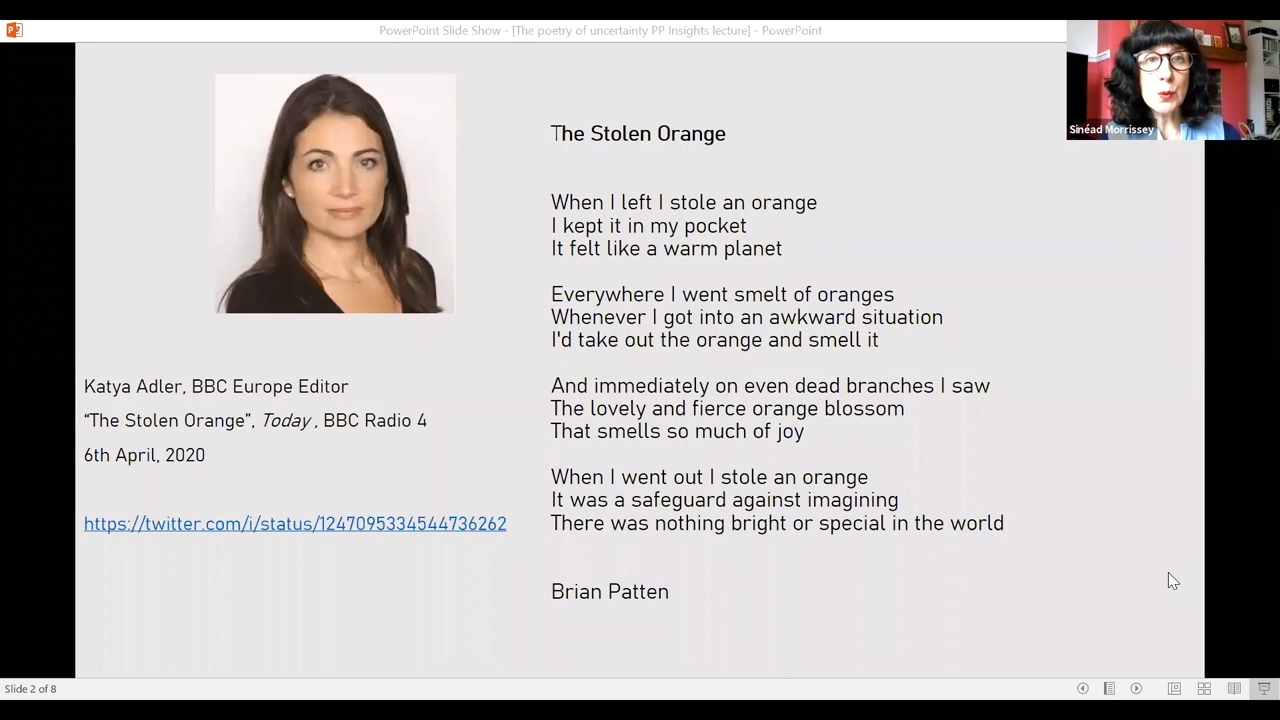 PowerPoint Slide Show - [The poetry of uncertainty PP Insights lecture] - PowerPoint
Sinéad Morrissey
The Stolen Orange
When I left I stole an orange
I kept it in my pocket
It felt like a warm planet
Everywhere I went smelt of oranges
Whenever I got into an awkward situation
I'd take out the orange and smell it
And immediately on even dead branches I saw
The lovely and fierce orange blossom
That smells so much of joy
When I went out I stole an orange
It was a safeguard against imagining
There was nothing bright or special in the world
Brian Patten
Katya Adler, BBC Europe Editor
“The Stolen Orange”, Today , BBC Radio 4
6th April, 2020
https://twitter.com/i/status/1247095334544736262
Slide 2 of 8